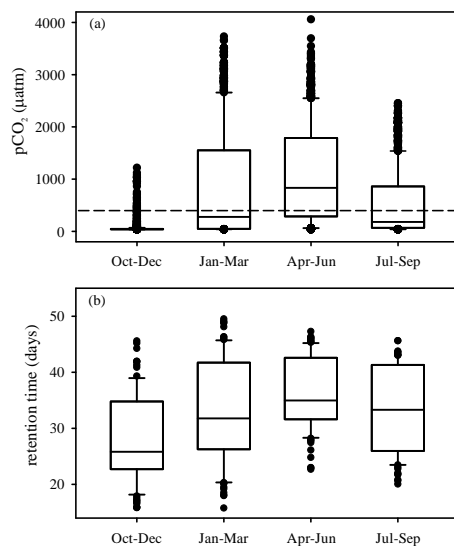 (a)
4000
3000
2000
1000
0
pCO₂ (µatm)
Oct-Dec Jan-Mar Apr-Jun Jul-Sep
(b)
50
40
30
20
retention time (days)
Oct-Dec Jan-Mar Apr-Jun Jul-Sep